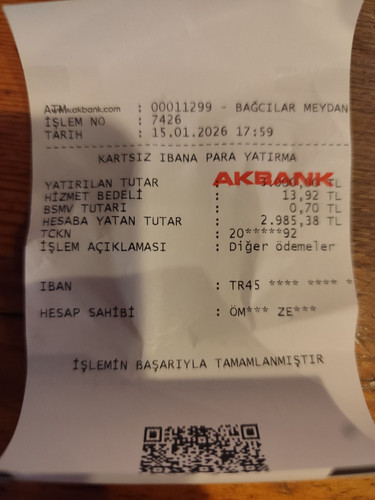 ATM www.akbank.com : 00011299 - BAĞCILAR MEYDAN
İŞLEM NO : 7426
TARİH : 15.01.2026 17:59
KARTSIZ IBANA PARA YATIRMA
AKBANK
YATIRILAN TUTAR : 3.000,00 TL
HİZMET BEDELİ : 13,92 TL
BSMV TUTARI : 0,70 TL
HESABA YATAN TUTAR : 2.985,38 TL
TCKN : 20*****92
İŞLEM AÇIKLAMASI : Diğer ödemeler
IBAN : TR45 **** **** *
HESAP SAHİBİ : ÖM*** ZE***
İŞLEMİN BAŞARIYLA TAMAMLANMIŞTIR